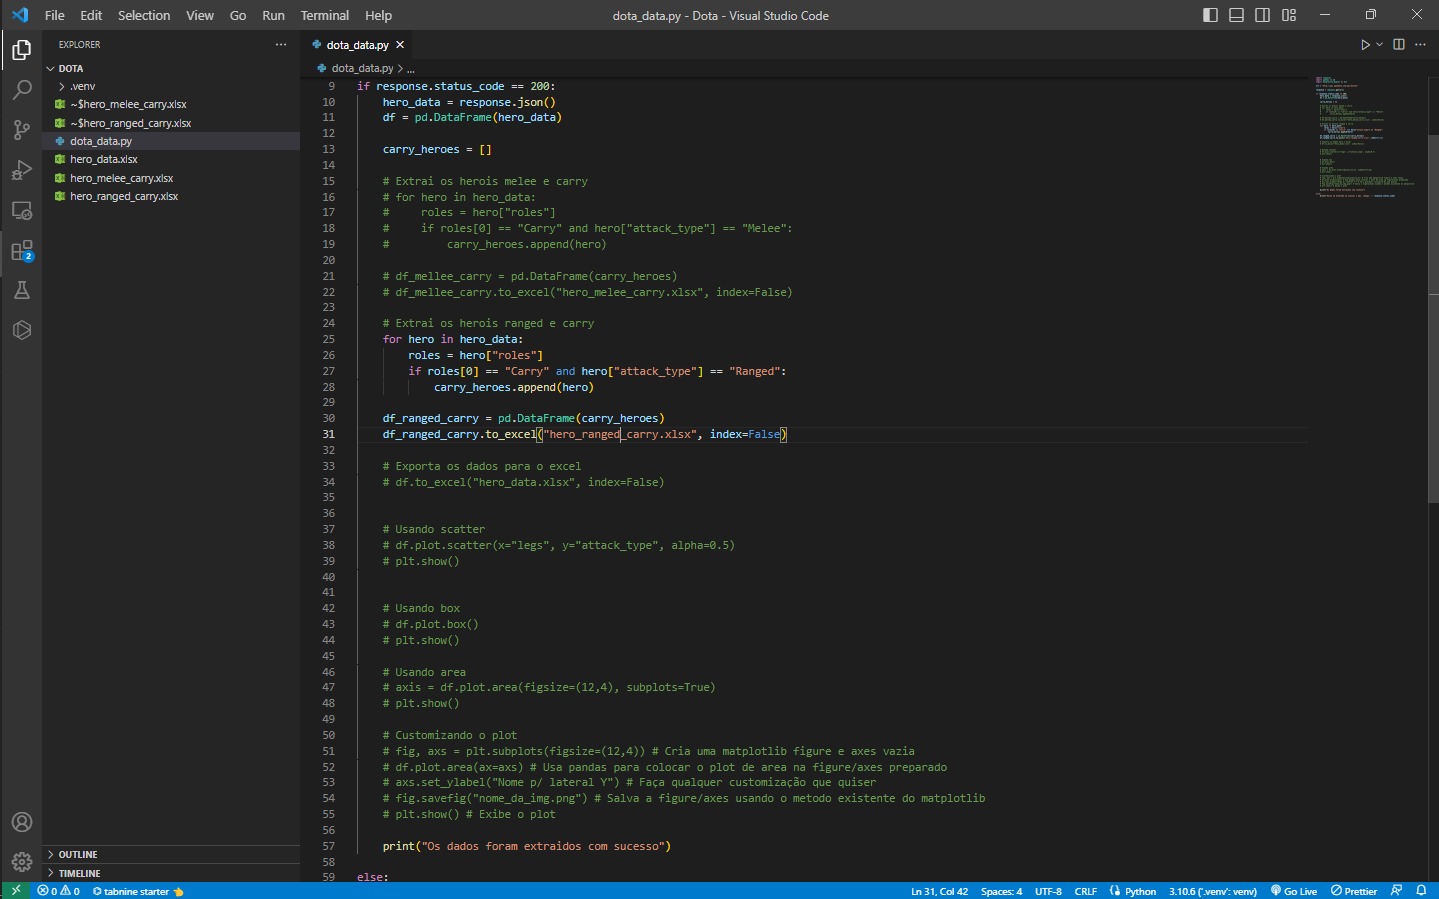 File Edit Selection View Go Run Terminal Help
dota_data.py - Dota - Visual Studio Code
EXPLORER
DOTA
.venv
~$hero_melee_carry.xlsx
~$hero_ranged_carry.xlsx
dota_data.py
hero_data.xlsx
hero_melee_carry.xlsx
hero_ranged_carry.xlsx
2
OUTLINE
TIMELINE
dota_data.py
dota_data.py > ...
9 if response.status_code == 200:
10 hero_data = response.json()
11 df = pd.DataFrame(hero_data)
12
13 carry_heroes = []
14
15 # Extrai os herois melee e carry
16 # for hero in hero_data:
17 #     roles = hero["roles"]
18 #     if roles[0] == "Carry" and hero["attack_type"] == "Melee":
19 #         carry_heroes.append(hero)
20
21 # df_mellee_carry = pd.DataFrame(carry_heroes)
22 # df_mellee_carry.to_excel("hero_melee_carry.xlsx", index=False)
23
24 # Extrai os herois ranged e carry
25 for hero in hero_data:
26 roles = hero["roles"]
27 if roles[0] == "Carry" and hero["attack_type"] == "Ranged":
28 carry_heroes.append(hero)
29
30 df_ranged_carry = pd.DataFrame(carry_heroes)
31 df_ranged_carry.to_excel("hero_ranged_carry.xlsx", index=False)
32
33 # Exporta os dados para o excel
34 # df.to_excel("hero_data.xlsx", index=False)
35
36
37 # Usando scatter
38 # df.plot.scatter(x="legs", y="attack_type", alpha=0.5)
39 # plt.show()
40
41
42 # Usando box
43 # df.plot.box()
44 # plt.show()
45
46 # Usando area
47 # axis = df.plot.area(figsize=(12,4), subplots=True)
48 # plt.show()
49
50 # Customizando o plot
51 # fig, axs = plt.subplots(figsize=(12,4)) # Cria uma matplotlib figure e axes vazia
52 # df.plot.area(ax=axs) # Usa pandas para colocar o plot de area na figure/axes preparado
53 # axs.set_ylabel("Nome p/ lateral Y") # Faça qualquer customização que quiser
54 # fig.savefig("nome_da_img.png") # Salva a figure/axes usando o metodo existente do matplotlib
55 # plt.show() # Exibe o plot
56
57 print("Os dados foram extraidos com sucesso")
58
59 else:
0 0 tabnine starter Ln 31, Col 42 Spaces: 4 UTF-8 CRLF Python 3.10.6 ('.venv': venv) Go Live Prettier